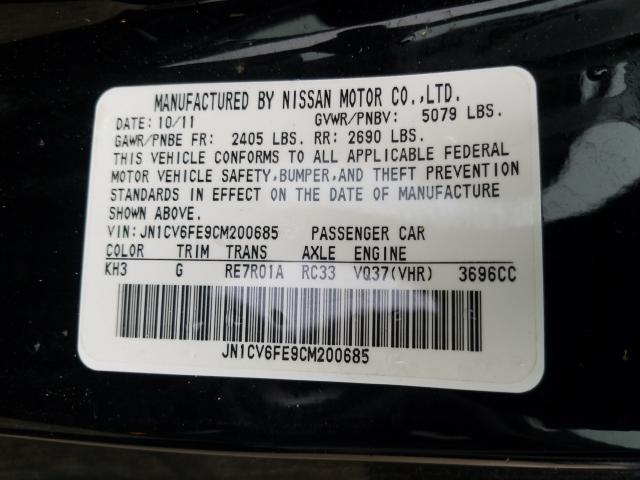 MANUFACTURED BY NISSAN MOTOR CO.,LTD.
DATE: 10/11 GVWR/PNBV: 5079 LBS.
GAWR/PNBE FR: 2405 LBS. RR: 2690 LBS.
THIS VEHICLE CONFORMS TO ALL APPLICABLE FEDERAL
MOTOR VEHICLE SAFETY,BUMPER,AND THEFT PREVENTION
STANDARDS IN EFFECT ON THE DATE OF MANUFACTURE
SHOWN ABOVE.
VIN: JN1CV6FE9CM200685 PASSENGER CAR
COLOR TRIM TRANS AXLE ENGINE
KH3 G RE7R01A RC33 VQ37(VHR) 3696CC
JN1CV6FE9CM200685